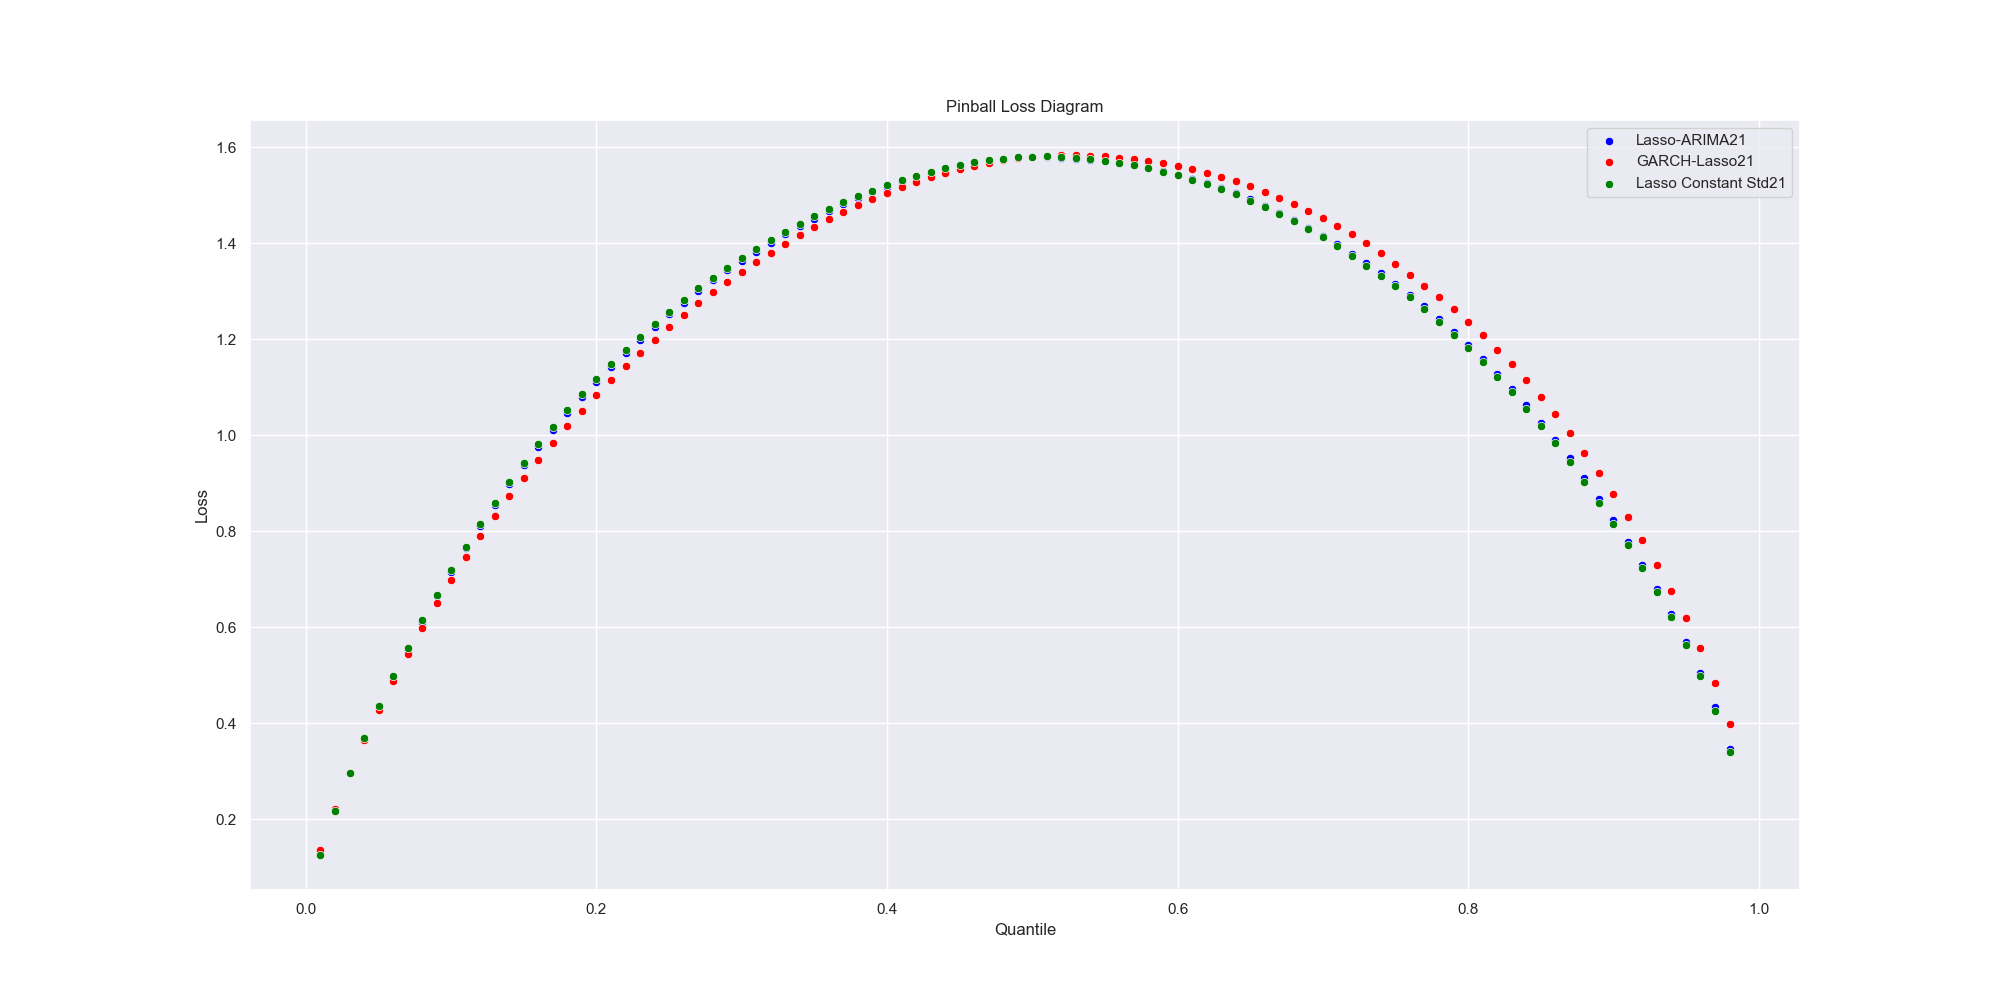 Pinball Loss Diagram
Lasso-ARIMA21
GARCH-Lasso21
Lasso Constant Std21
1.6
1.4
1.2
1.0
0.8
0.6
0.4
0.2
Loss
0.0 0.2 0.4 0.6 0.8 1.0
Quantile